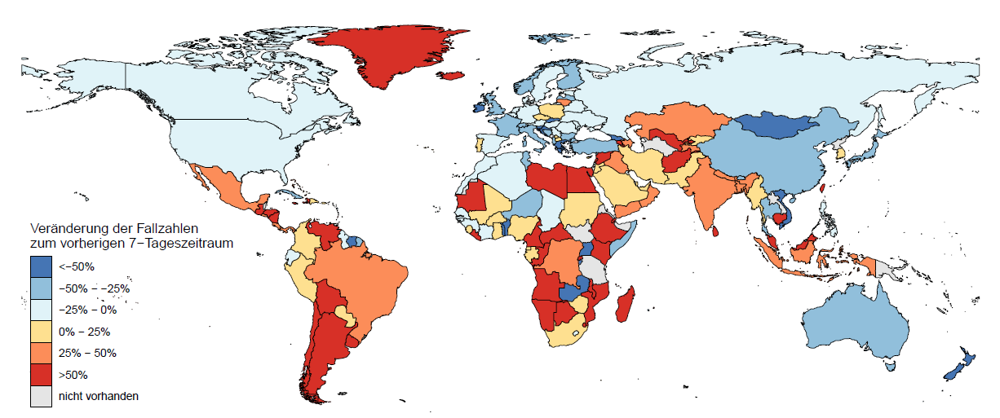 Veränderung der Fallzahlen
zum vorherigen 7−Tageszeitraum
<−50%
−50% − −25%
−25% − 0%
0% − 25%
25% − 50%
>50%
nicht vorhanden